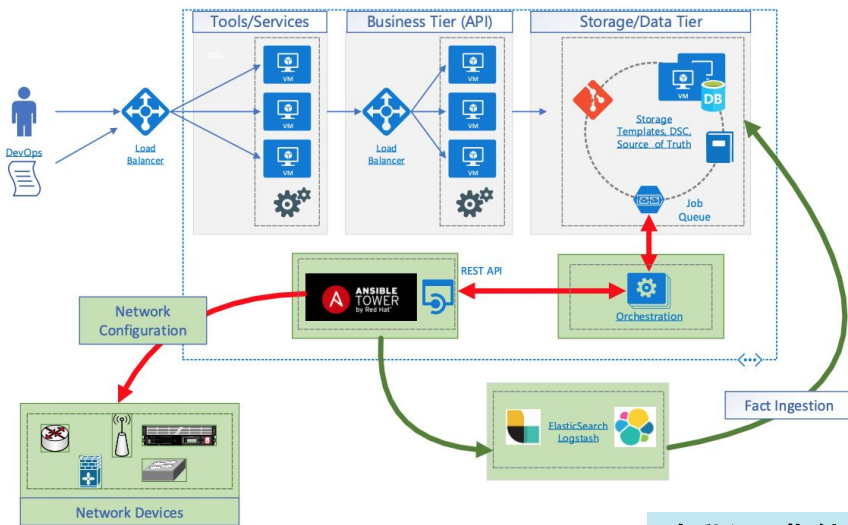 Tools/Services
Business Tier (API)
Storage/Data Tier
VM
VM
VM
VM
VM
VM
VM
DB
DevOps
Load
Balancer
Load
Balancer
Storage
Templates, DSC,
Source of Truth
Job
Queue
REST API
ANSIBLE
TOWER
by Red Hat
Orchestration
Network
Configuration
ElasticSearch
Logstash
Fact Ingestion
Network Devices